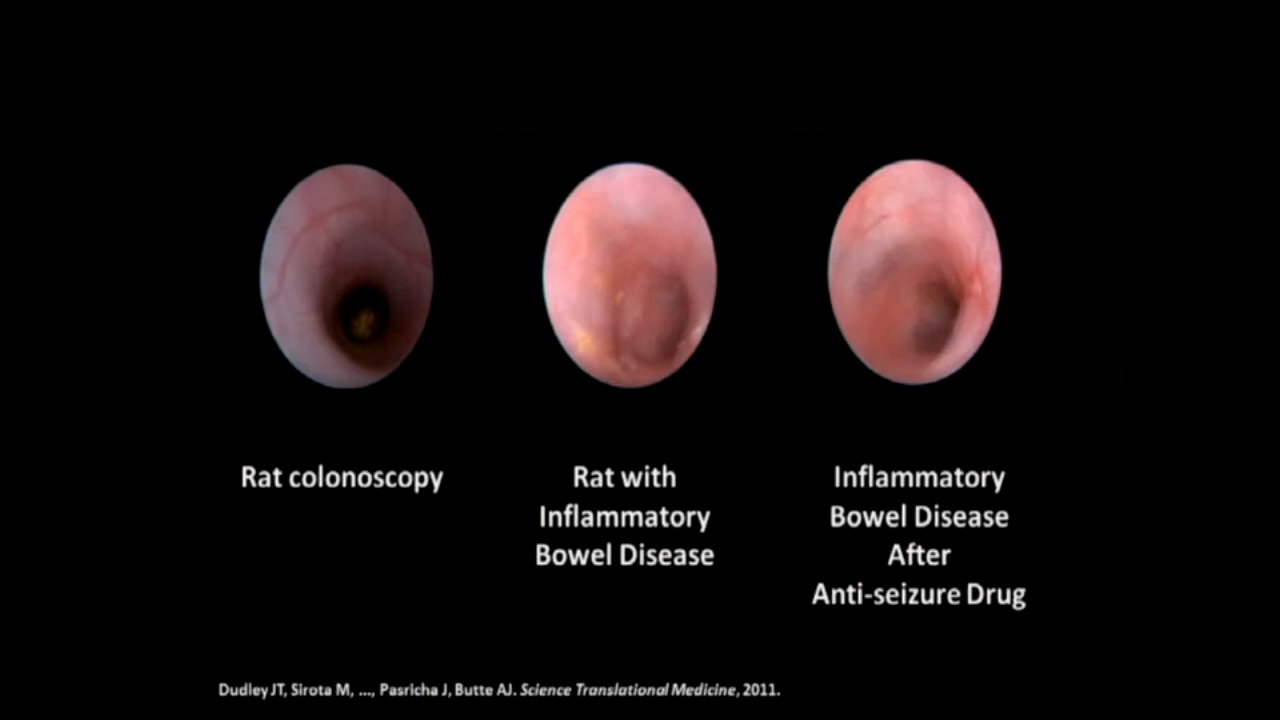 Rat colonoscopy
Rat with
Inflammatory
Bowel Disease
Inflammatory
Bowel Disease
After
Anti-seizure Drug
Dudley JT, Sirota M, ..., Pasricha J, Butte AJ. Science Translational Medicine, 2011.